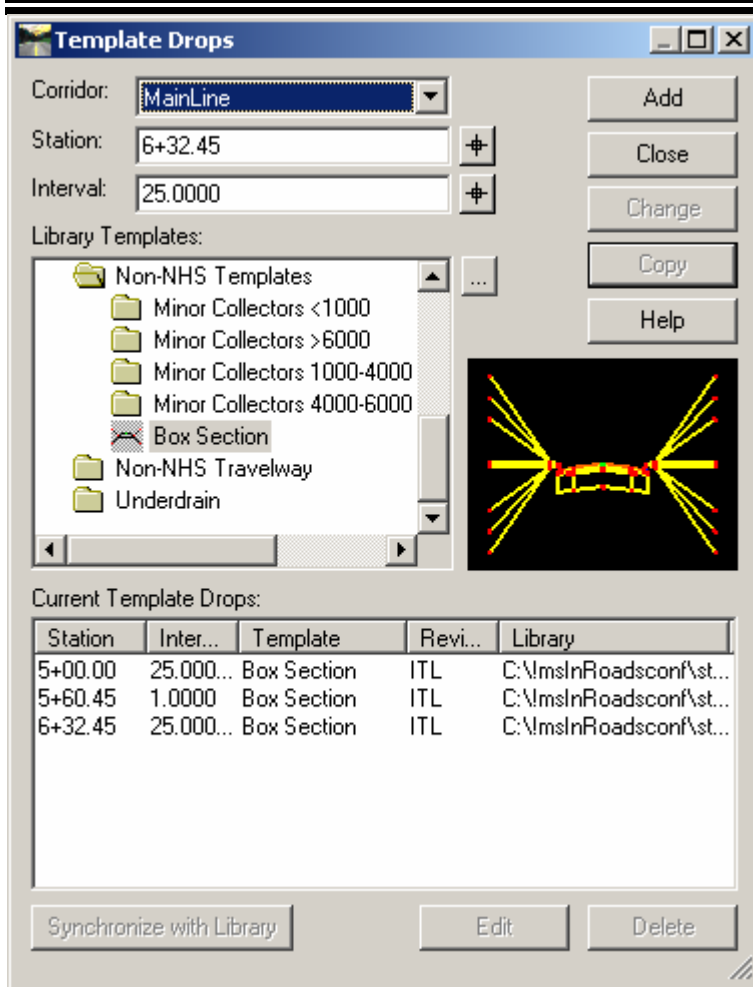 Template Drops
Corridor: MainLine Add
Station: 6+32.45 Close
Interval: 25.0000 Change
Library Templates: Copy
Non-NHS Templates ... Help
Minor Collectors <1000
Minor Collectors >6000
Minor Collectors 1000-4000
Minor Collectors 4000-6000
Box Section
Non-NHS Travelway
Underdrain
Current Template Drops:
Station Inter... Template Revi... Library
5+00.00 25.000... Box Section ITL C:\!msInRoadsconf\st...
5+60.45 1.0000 Box Section ITL C:\!msInRoadsconf\st...
6+32.45 25.000... Box Section ITL C:\!msInRoadsconf\st...
Synchronize with Library Edit Delete